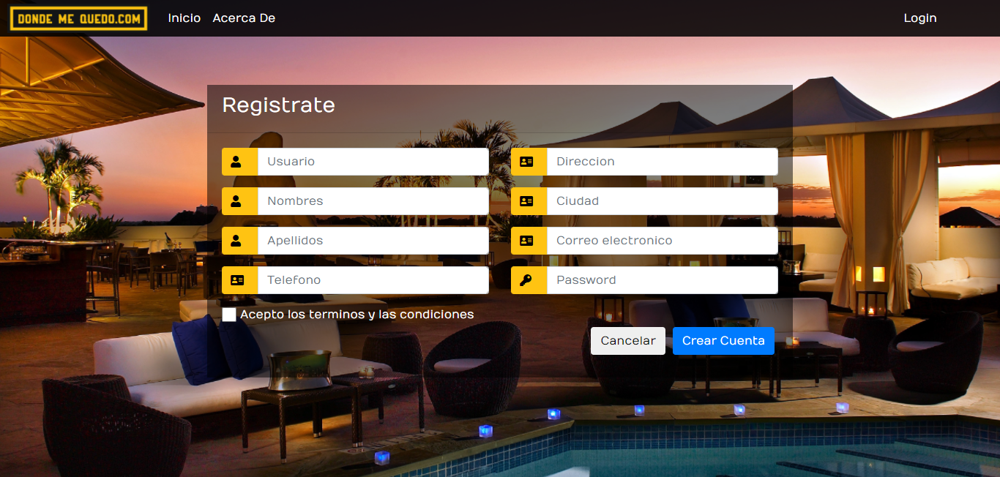 DONDE ME QUEDO.COM
Inicio
Acerca De
Login
Registrate
Usuario
Direccion
Nombres
Ciudad
Apellidos
Correo electronico
Telefono
Password
Acepto los terminos y las condiciones
Cancelar
Crear Cuenta